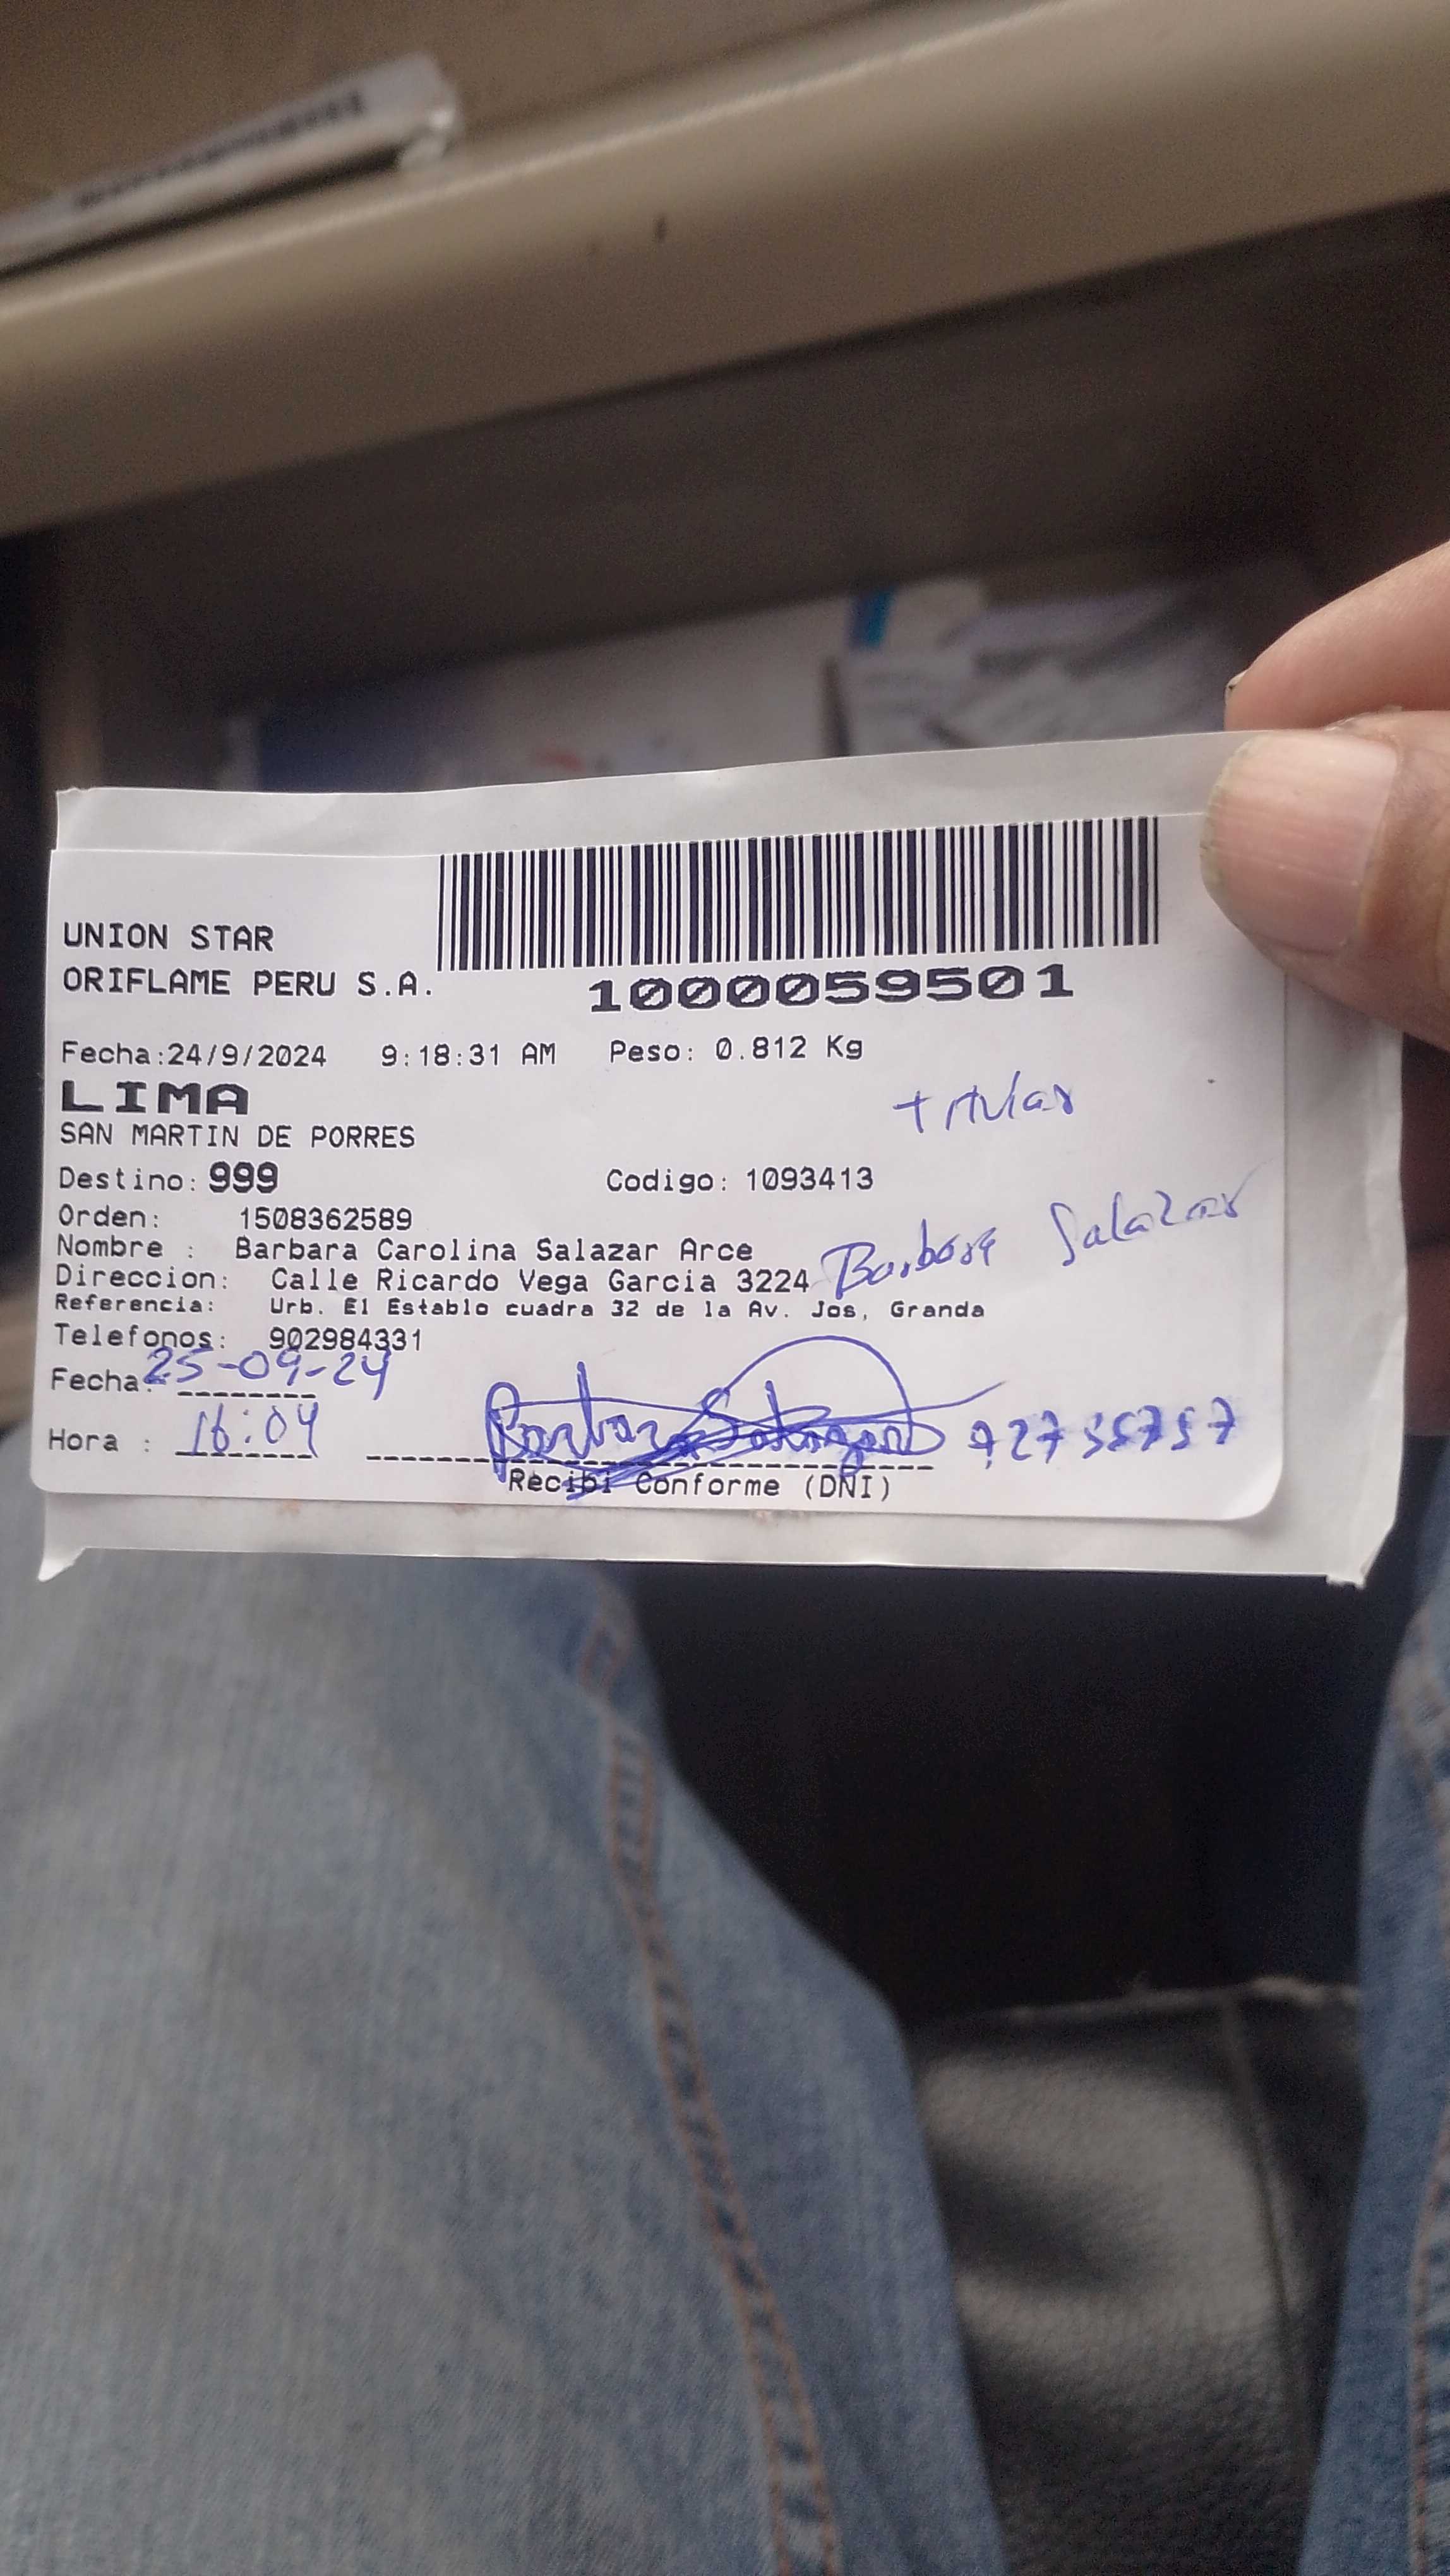 UNION STAR
ORIFLAME PERU S.A.
1000059501
Fecha:24/9/2024 9:18:31 AM Peso: 0.812 Kg
LIMA
titular
SAN MARTIN DE PORRES
Destino: 999 Codigo: 1093413
Orden: 1508362589
Nombre : Barbara Carolina Salazar Arce
Barbara Salazar
Direccion: Calle Ricardo Vega Garcia 3224
Referencia: Urb. El Establo cuadra 32 de la Av. Jos, Granda
Telefonos: 902984331
Fecha: 25-09-24
Hora : 16:04
Recibi Conforme (DNI)